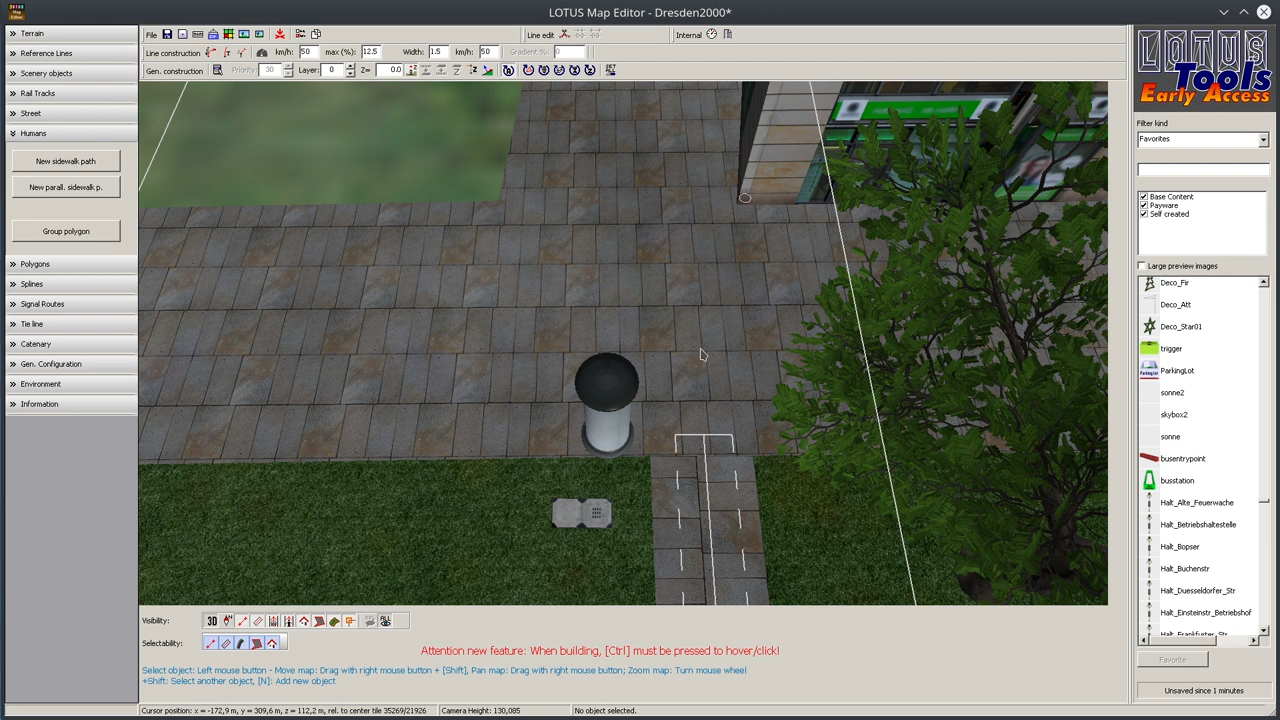 LOTUS Map Editor - Dresden2000*
Terrain
Reference Lines
Scenery objects
Rail Tracks
Street
Humans
New sidewalk path
New parall. sidewalk p.
Group polygon
Polygons
Splines
Signal Routes
Tie line
Catenary
Gen. Configuration
Environment
Information
File
Line edit
Internal
Line construction
km/h:
50
max (%):
12.5
Width:
1.5
km/h:
50
Gradient %:
0
Gen. construction
Priority:
30
Layer:
0
Z=
0.0
SET
ALL
LOTUS
Tools
Early Access
Filter kind
Favorites
Base Content
Payware
Self created
Large preview images
Deco_Fir
Deco_Att
Deco_Star01
trigger
ParkingLot
sonne2
skybox2
sonne
busentrypoint
busstation
Halt_Alte_Feuerwache
Halt_Betriebshaltestelle
Halt_Bopser
Halt_Buchenstr
Halt_Duesseldorfer_Str
Halt_Einsteinstr_Betriebshof
Halt_Frankfurter_Str
Favorite
Unsaved since 1 minutes
Visibility:
3D
ALL
Selectability:
Attention new feature: When building, [Ctrl] must be pressed to hover/click!
Select object: Left mouse button - Move map: Drag with right mouse button + [Shift], Pan map: Drag with right mouse button; Zoom map: Turn mouse wheel
+Shift: Select another object, [N]: Add new object
Cursor position: x = -172,9 m, y = 309,6 m, z = 112,2 m, rel. to center tile 35269/21926
Camera Height: 130,085
No object selected.